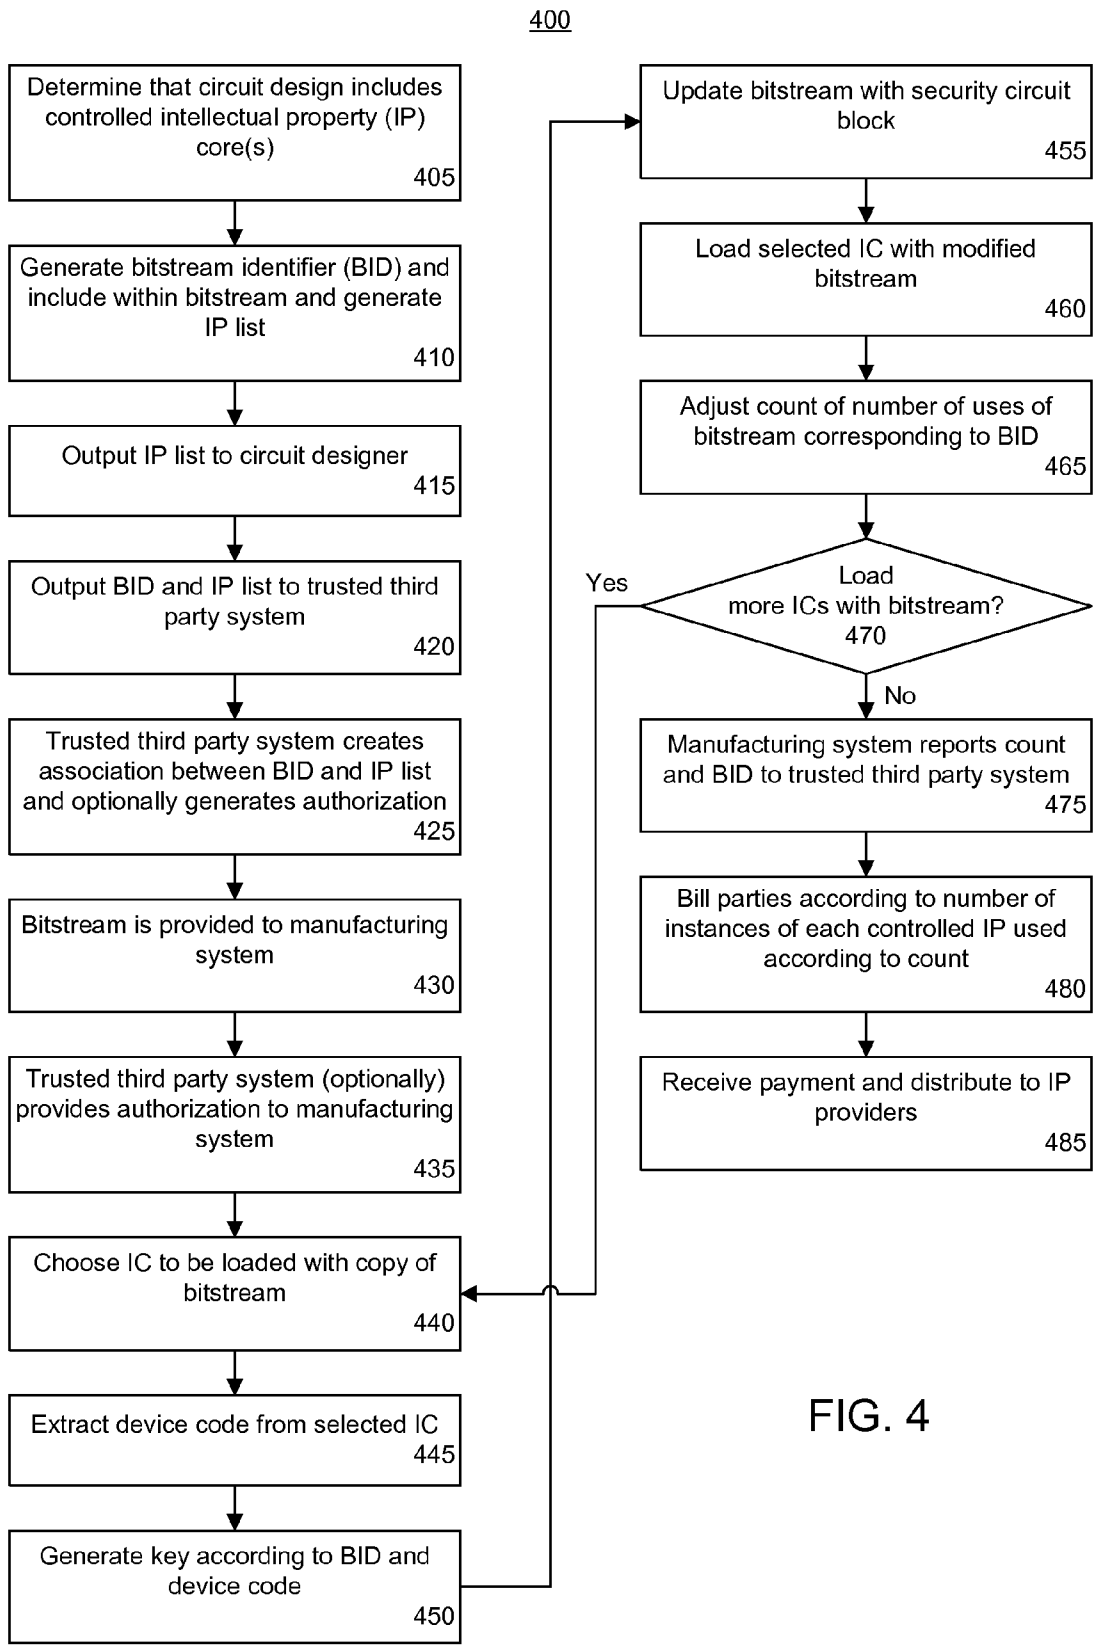 400
Determine that circuit design includes
controlled intellectual property (IP)
core(s)
405
Generate bitstream identifier (BID) and
include within bitstream and generate
IP list
410
Output IP list to circuit designer
415
Output BID and IP list to trusted third
party system
420
Trusted third party system creates
association between BID and IP list
and optionally generates authorization
425
Bitstream is provided to manufacturing
system
430
Trusted third party system (optionally)
provides authorization to manufacturing
system
435
Choose IC to be loaded with copy of
bitstream
440
Extract device code from selected IC
445
Generate key according to BID and
device code
450
Update bitstream with security circuit
block
455
Load selected IC with modified
bitstream
460
Adjust count of number of uses of
bitstream corresponding to BID
465
Load
more ICs with bitstream?
470
Yes
No
Manufacturing system reports count
and BID to trusted third party system
475
Bill parties according to number of
instances of each controlled IP used
according to count
480
Receive payment and distribute to IP
providers
485
FIG. 4